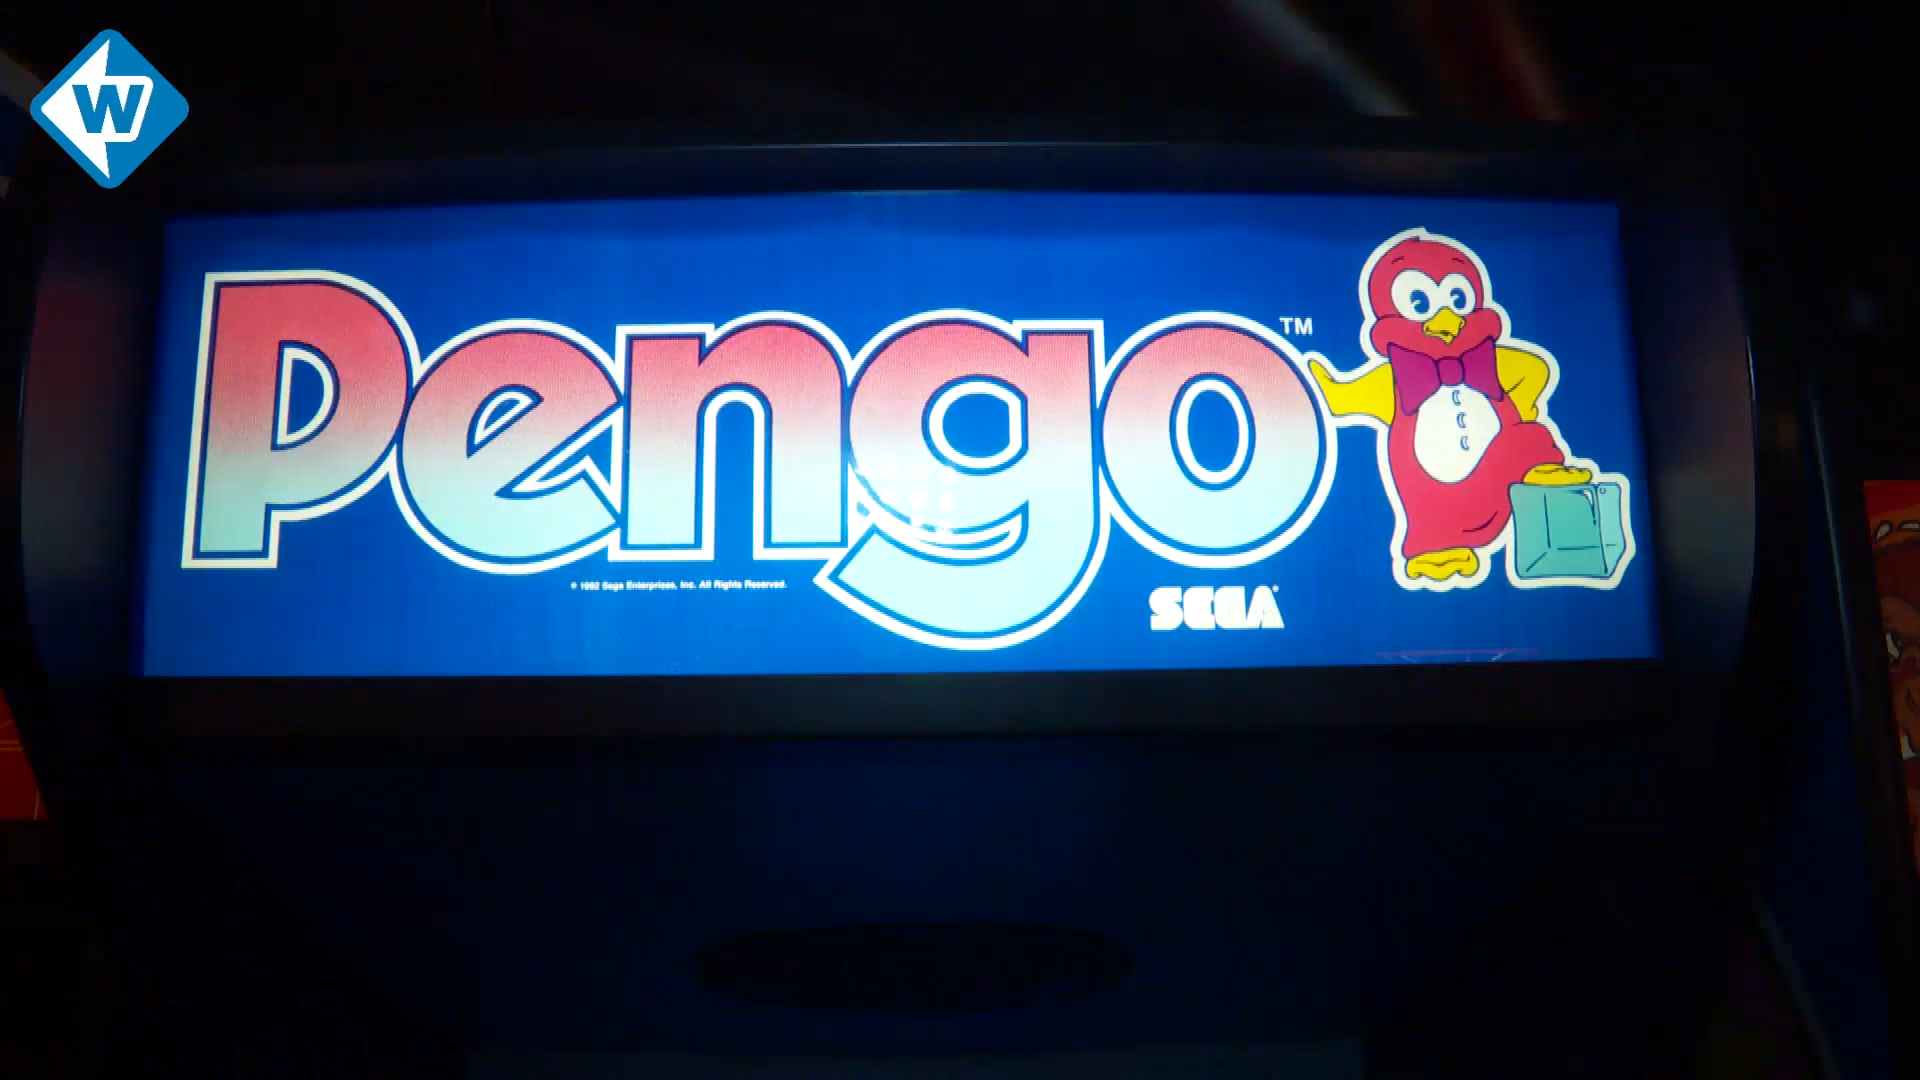 W
Pengo™
© 1982 Sega Enterprises, Inc. All Rights Reserved.
SEGA®